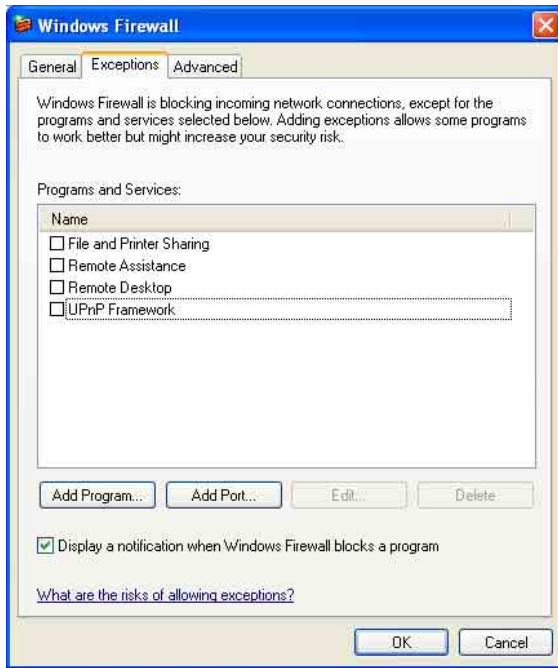 Windows Firewall
General Exceptions Advanced
Windows Firewall is blocking incoming network connections, except for the
programs and services selected below. Adding exceptions allows some programs
to work better but might increase your security risk.
Programs and Services:
Name
File and Printer Sharing
Remote Assistance
Remote Desktop
UPnP Framework
Add Program... Add Port... Edit... Delete
Display a notification when Windows Firewall blocks a program
What are the risks of allowing exceptions?
OK Cancel